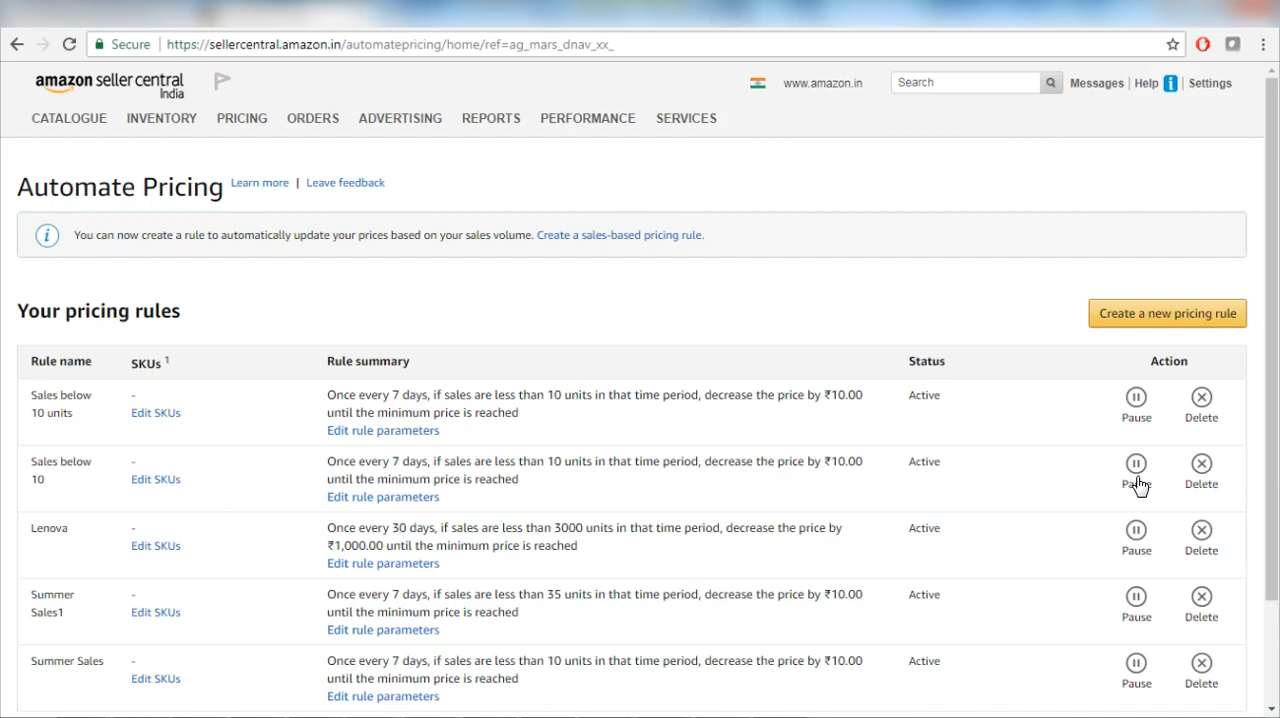 Secure | https://sellercentral.amazon.in/automatepricing/home/ref=ag_mars_dnav_xx_
amazon seller central
India
www.amazon.in Search Messages | Help i | Settings
CATALOGUE INVENTORY PRICING ORDERS ADVERTISING REPORTS PERFORMANCE SERVICES
Automate Pricing Learn more | Leave feedback
i You can now create a rule to automatically update your prices based on your sales volume. Create a sales-based pricing rule.
Your pricing rules Create a new pricing rule
Rule name SKUs 1 Rule summary Status Action
Sales below - Once every 7 days, if sales are less than 10 units in that time period, decrease the price by ₹10.00 Active
10 units Edit SKUs until the minimum price is reached Pause Delete
Edit rule parameters
Sales below - Once every 7 days, if sales are less than 10 units in that time period, decrease the price by ₹10.00 Active
10 Edit SKUs until the minimum price is reached Pause Delete
Edit rule parameters
Lenova - Once every 30 days, if sales are less than 3000 units in that time period, decrease the price by Active
Edit SKUs ₹1,000.00 until the minimum price is reached Pause Delete
Edit rule parameters
Summer - Once every 7 days, if sales are less than 35 units in that time period, decrease the price by ₹10.00 Active
Sales1 Edit SKUs until the minimum price is reached Pause Delete
Edit rule parameters
Summer Sales - Once every 7 days, if sales are less than 10 units in that time period, decrease the price by ₹10.00 Active
Edit SKUs until the minimum price is reached Pause Delete
Edit rule parameters